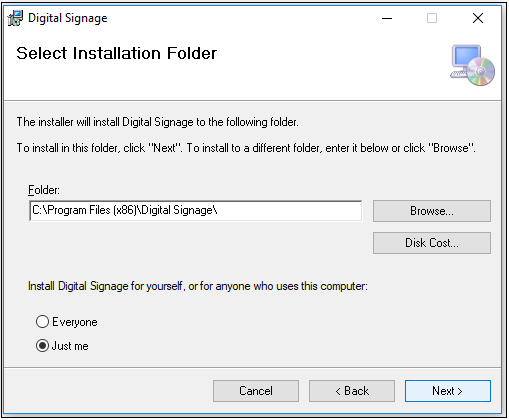 Digital Signage
Select Installation Folder
The installer will install Digital Signage to the following folder.
To install in this folder, click "Next". To install to a different folder, enter it below or click "Browse".
Folder:
C:\Program Files (x86)\Digital Signage\
Browse...
Disk Cost...
Install Digital Signage for yourself, or for anyone who uses this computer:
Everyone
Just me
Cancel
< Back
Next >